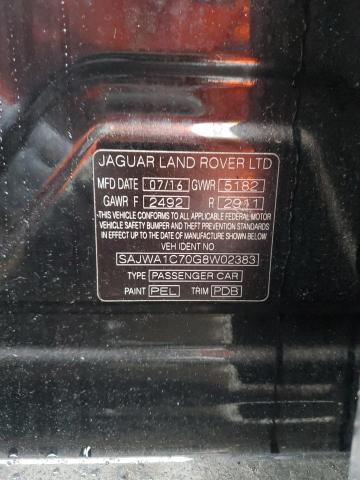 JAGUAR LAND ROVER LTD
MFD DATE 07/16 GVWR 5182
GAWR F 2492 R 2911
THIS VEHICLE CONFORMS TO ALL APPLICABLE FEDERAL MOTOR
VEHICLE SAFETY BUMPER AND THEFT PREVENTION STANDARDS
IN EFFECT UP TO THE DATE OF MANUFACTURE SHOWN ABOVE
VEH IDENT NO
SAJWA1C70G8W02383
TYPE PASSENGER CAR
PAINT PEL TRIM PDB